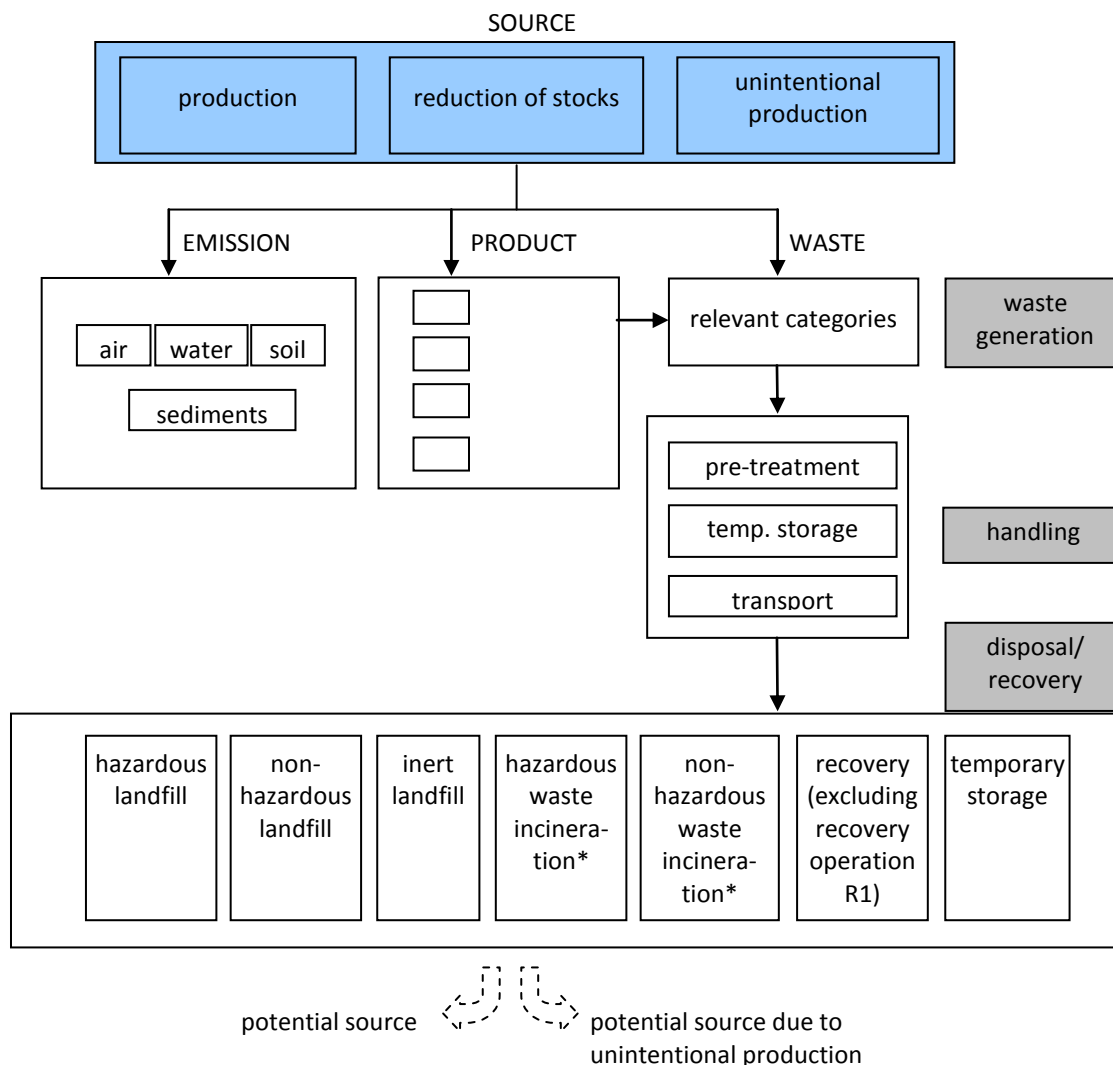 SOURCE
production
reduction of stocks
unintentional
production
EMISSION
PRODUCT
WASTE
air
water
soil
sediments
relevant categories
waste
generation
pre-treatment
temp. storage
transport
handling
disposal/
recovery
hazardous
landfill
non-
hazardous
landfill
inert
landfill
hazardous
waste
incinera-
tion*
non-
hazardous
waste
incinera-
tion*
recovery
(excluding
recovery
operation
R1)
temporary
storage
potential source
potential source due to
unintentional production